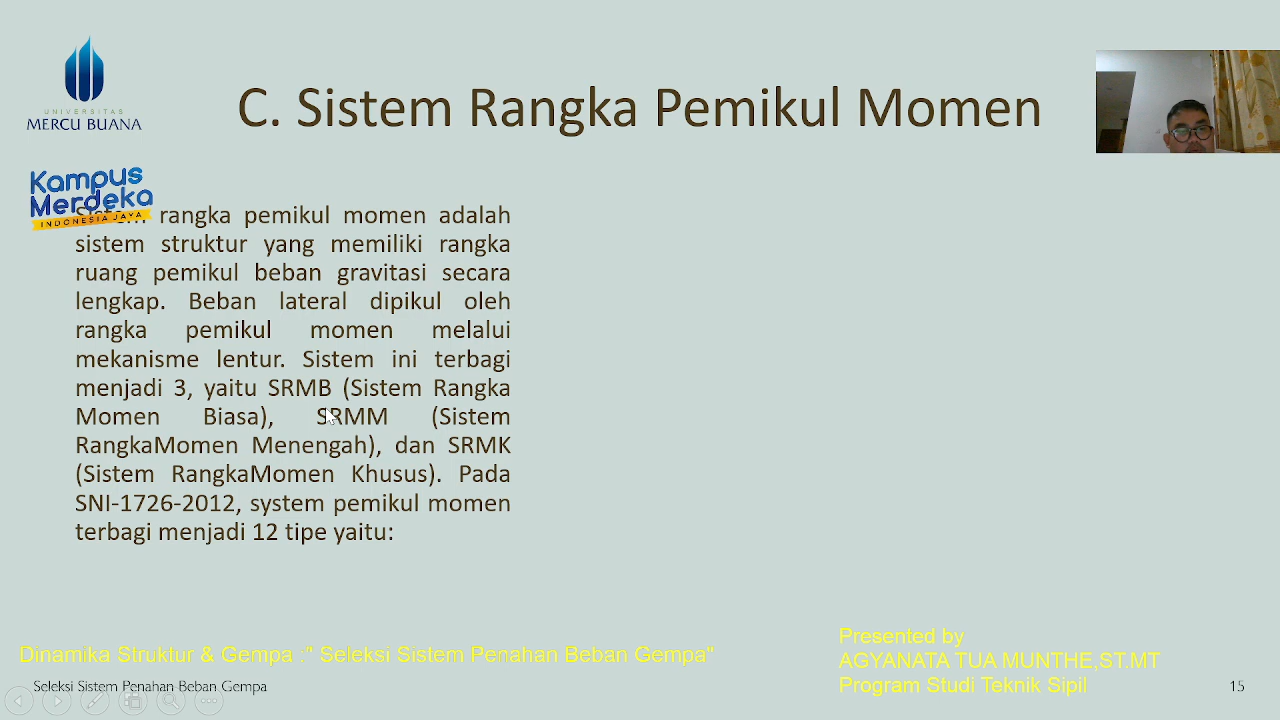 UNIVERSITAS
MERCU BUANA
C. Sistem Rangka Pemikul Momen
Kampus
Merdeka
INDONESIA JAYA
Sistem rangka pemikul momen adalah
sistem struktur yang memiliki rangka
ruang pemikul beban gravitasi secara
lengkap. Beban lateral dipikul oleh
rangka pemikul momen melalui
mekanisme lentur. Sistem ini terbagi
menjadi 3, yaitu SRMB (Sistem Rangka
Momen Biasa), SRMM (Sistem
RangkaMomen Menengah), dan SRMK
(Sistem RangkaMomen Khusus). Pada
SNI-1726-2012, system pemikul momen
terbagi menjadi 12 tipe yaitu:
Dinamika Struktur & Gempa :" Seleksi Sistem Penahan Beban Gempa"
Presented by
AGYANATA TUA MUNTHE,ST.MT
Program Studi Teknik Sipil
Seleksi Sistem Penahan Beban Gempa
15